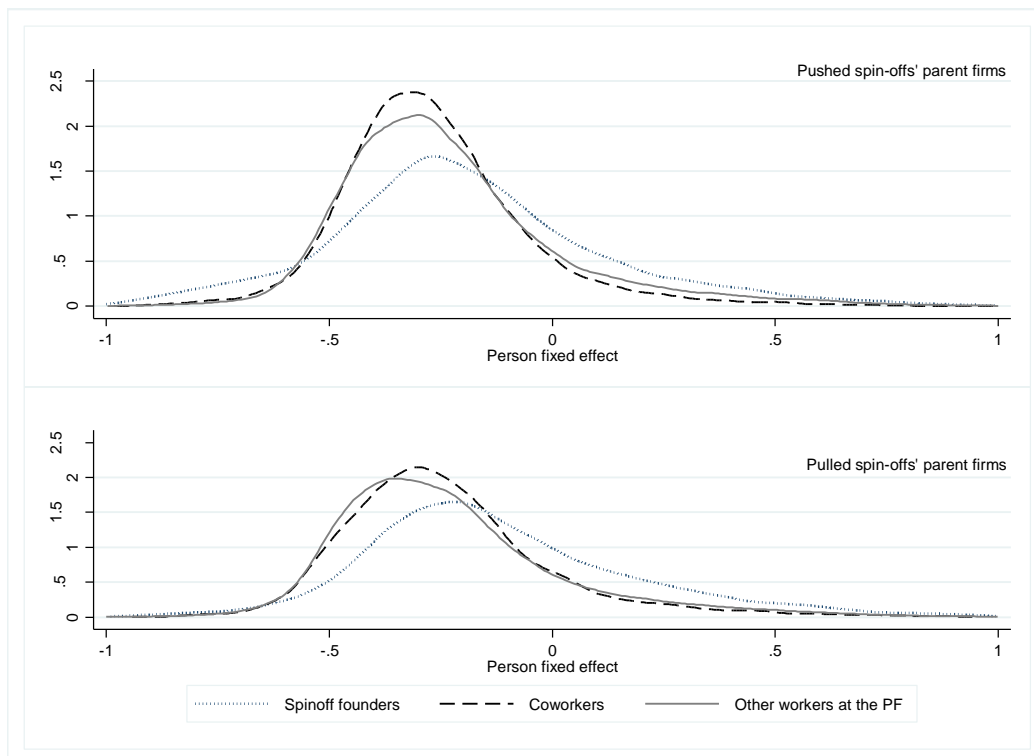 Pushed spin-offs' parent firms
2.5
2
1.5
1
.5
0
-1 -.5 0 .5 1
Person fixed effect
Pulled spin-offs' parent firms
2.5
2
1.5
1
.5
0
-1 -.5 0 .5 1
Person fixed effect
Spinoff founders Coworkers Other workers at the PF